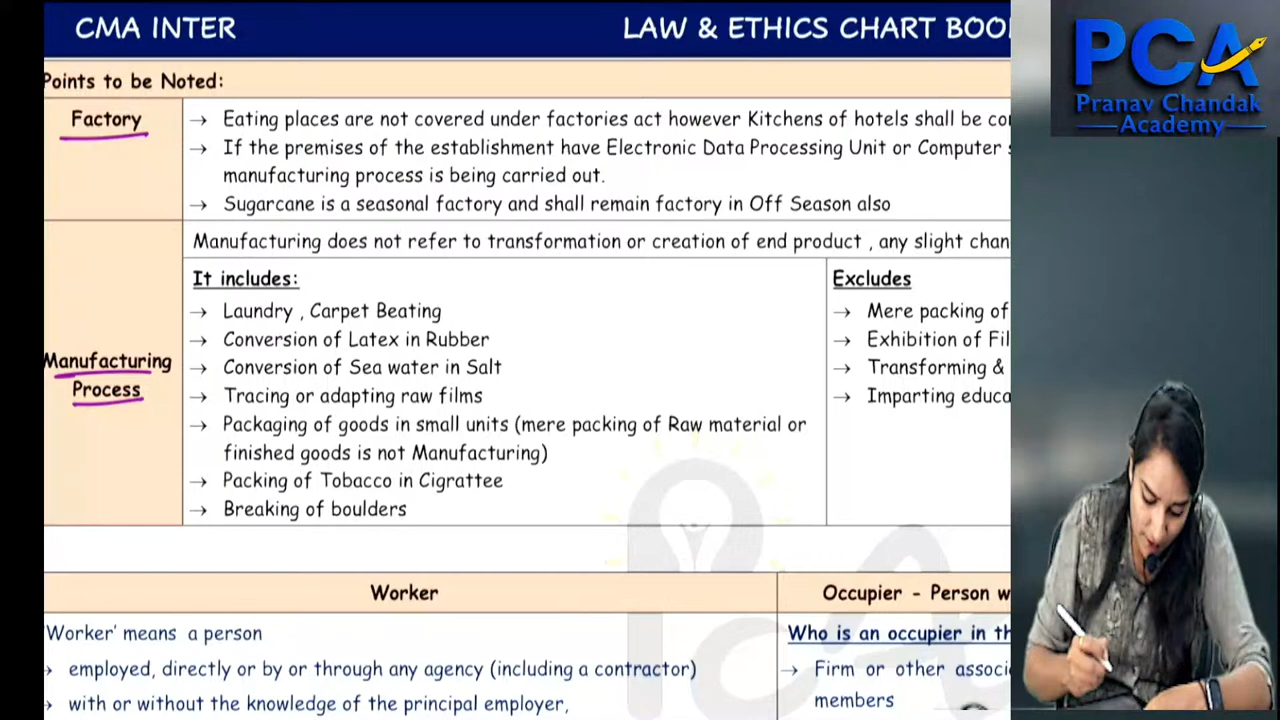 CMA INTER
LAW & ETHICS CHART BOO
PCA
Pranav Chandak
Academy
Points to be Noted:
Factory
→ Eating places are not covered under factories act however Kitchens of hotels shall be co
→ If the premises of the establishment have Electronic Data Processing Unit or Computer
manufacturing process is being carried out.
→ Sugarcane is a seasonal factory and shall remain factory in Off Season also
Manufacturing
Process
Manufacturing does not refer to transformation or creation of end product , any slight chan
It includes:
→ Laundry , Carpet Beating
→ Conversion of Latex in Rubber
→ Conversion of Sea water in Salt
→ Tracing or adapting raw films
→ Packaging of goods in small units (mere packing of Raw material or
finished goods is not Manufacturing)
→ Packing of Tobacco in Cigrattee
→ Breaking of boulders
Excludes
→ Mere packing of
→ Exhibition of Fil
→ Transforming &
→ Imparting educa
Worker
'Worker' means a person
→ employed, directly or by or through any agency (including a contractor)
→ with or without the knowledge of the principal employer,
Occupier - Person w
Who is an occupier in th
→ Firm or other associ
members